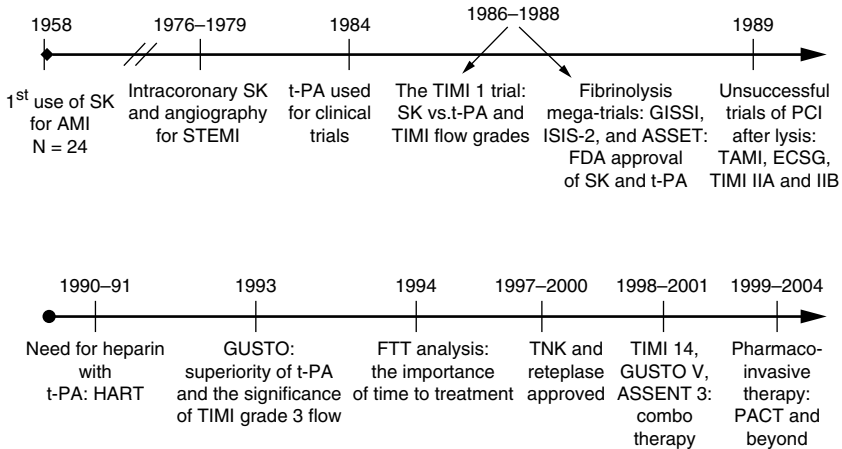 1958
1976–1979
1984
1986–1988
1989
1st use of SK
for AMI
N = 24
Intracoronary SK
and angiography
for STEMI
t-PA used
for clinical
trials
The TIMI 1 trial:
SK vs.t-PA and
TIMI flow grades
Fibrinolysis
mega-trials: GISSI,
ISIS-2, and ASSET:
FDA approval
of SK and t-PA
Unsuccessful
trials of PCI
after lysis:
TAMI, ECSG,
TIMI IIA and IIB
1990–91
1993
1994
1997–2000
1998–2001
1999–2004
Need for heparin
with
t-PA: HART
GUSTO:
superiority of t-PA
and the significance
of TIMI grade 3 flow
FTT analysis:
the importance
of time to treatment
TNK and
reteplase
approved
TIMI 14,
GUSTO V,
ASSENT 3:
combo
therapy
Pharmaco-
invasive
therapy:
PACT and
beyond